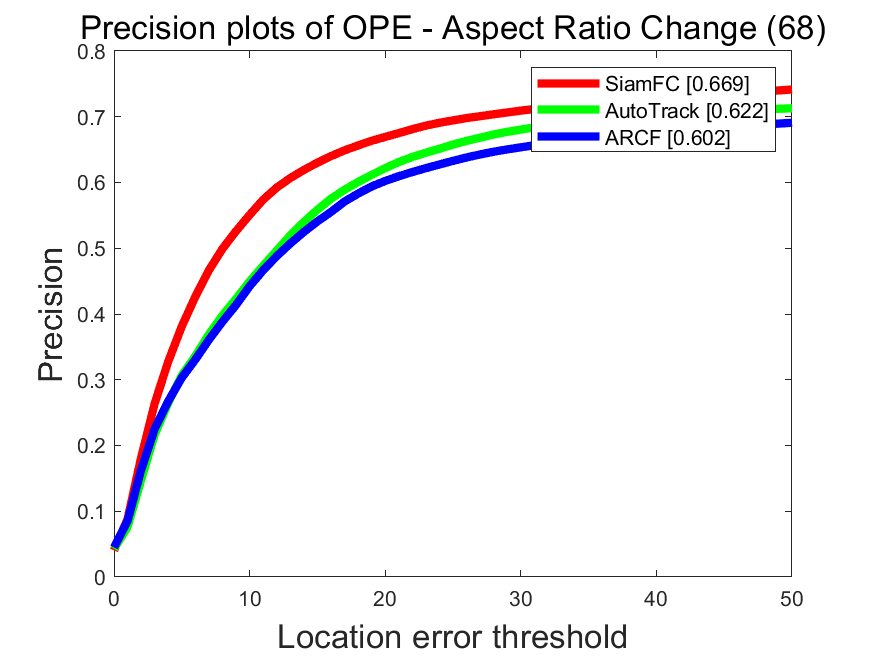 Precision plots of OPE - Aspect Ratio Change (68)
0.8
0.7
0.6
0.5
0.4
0.3
0.2
0.1
0
Precision
SiamFC [0.669]
AutoTrack [0.622]
ARCF [0.602]
0 10 20 30 40 50
Location error threshold